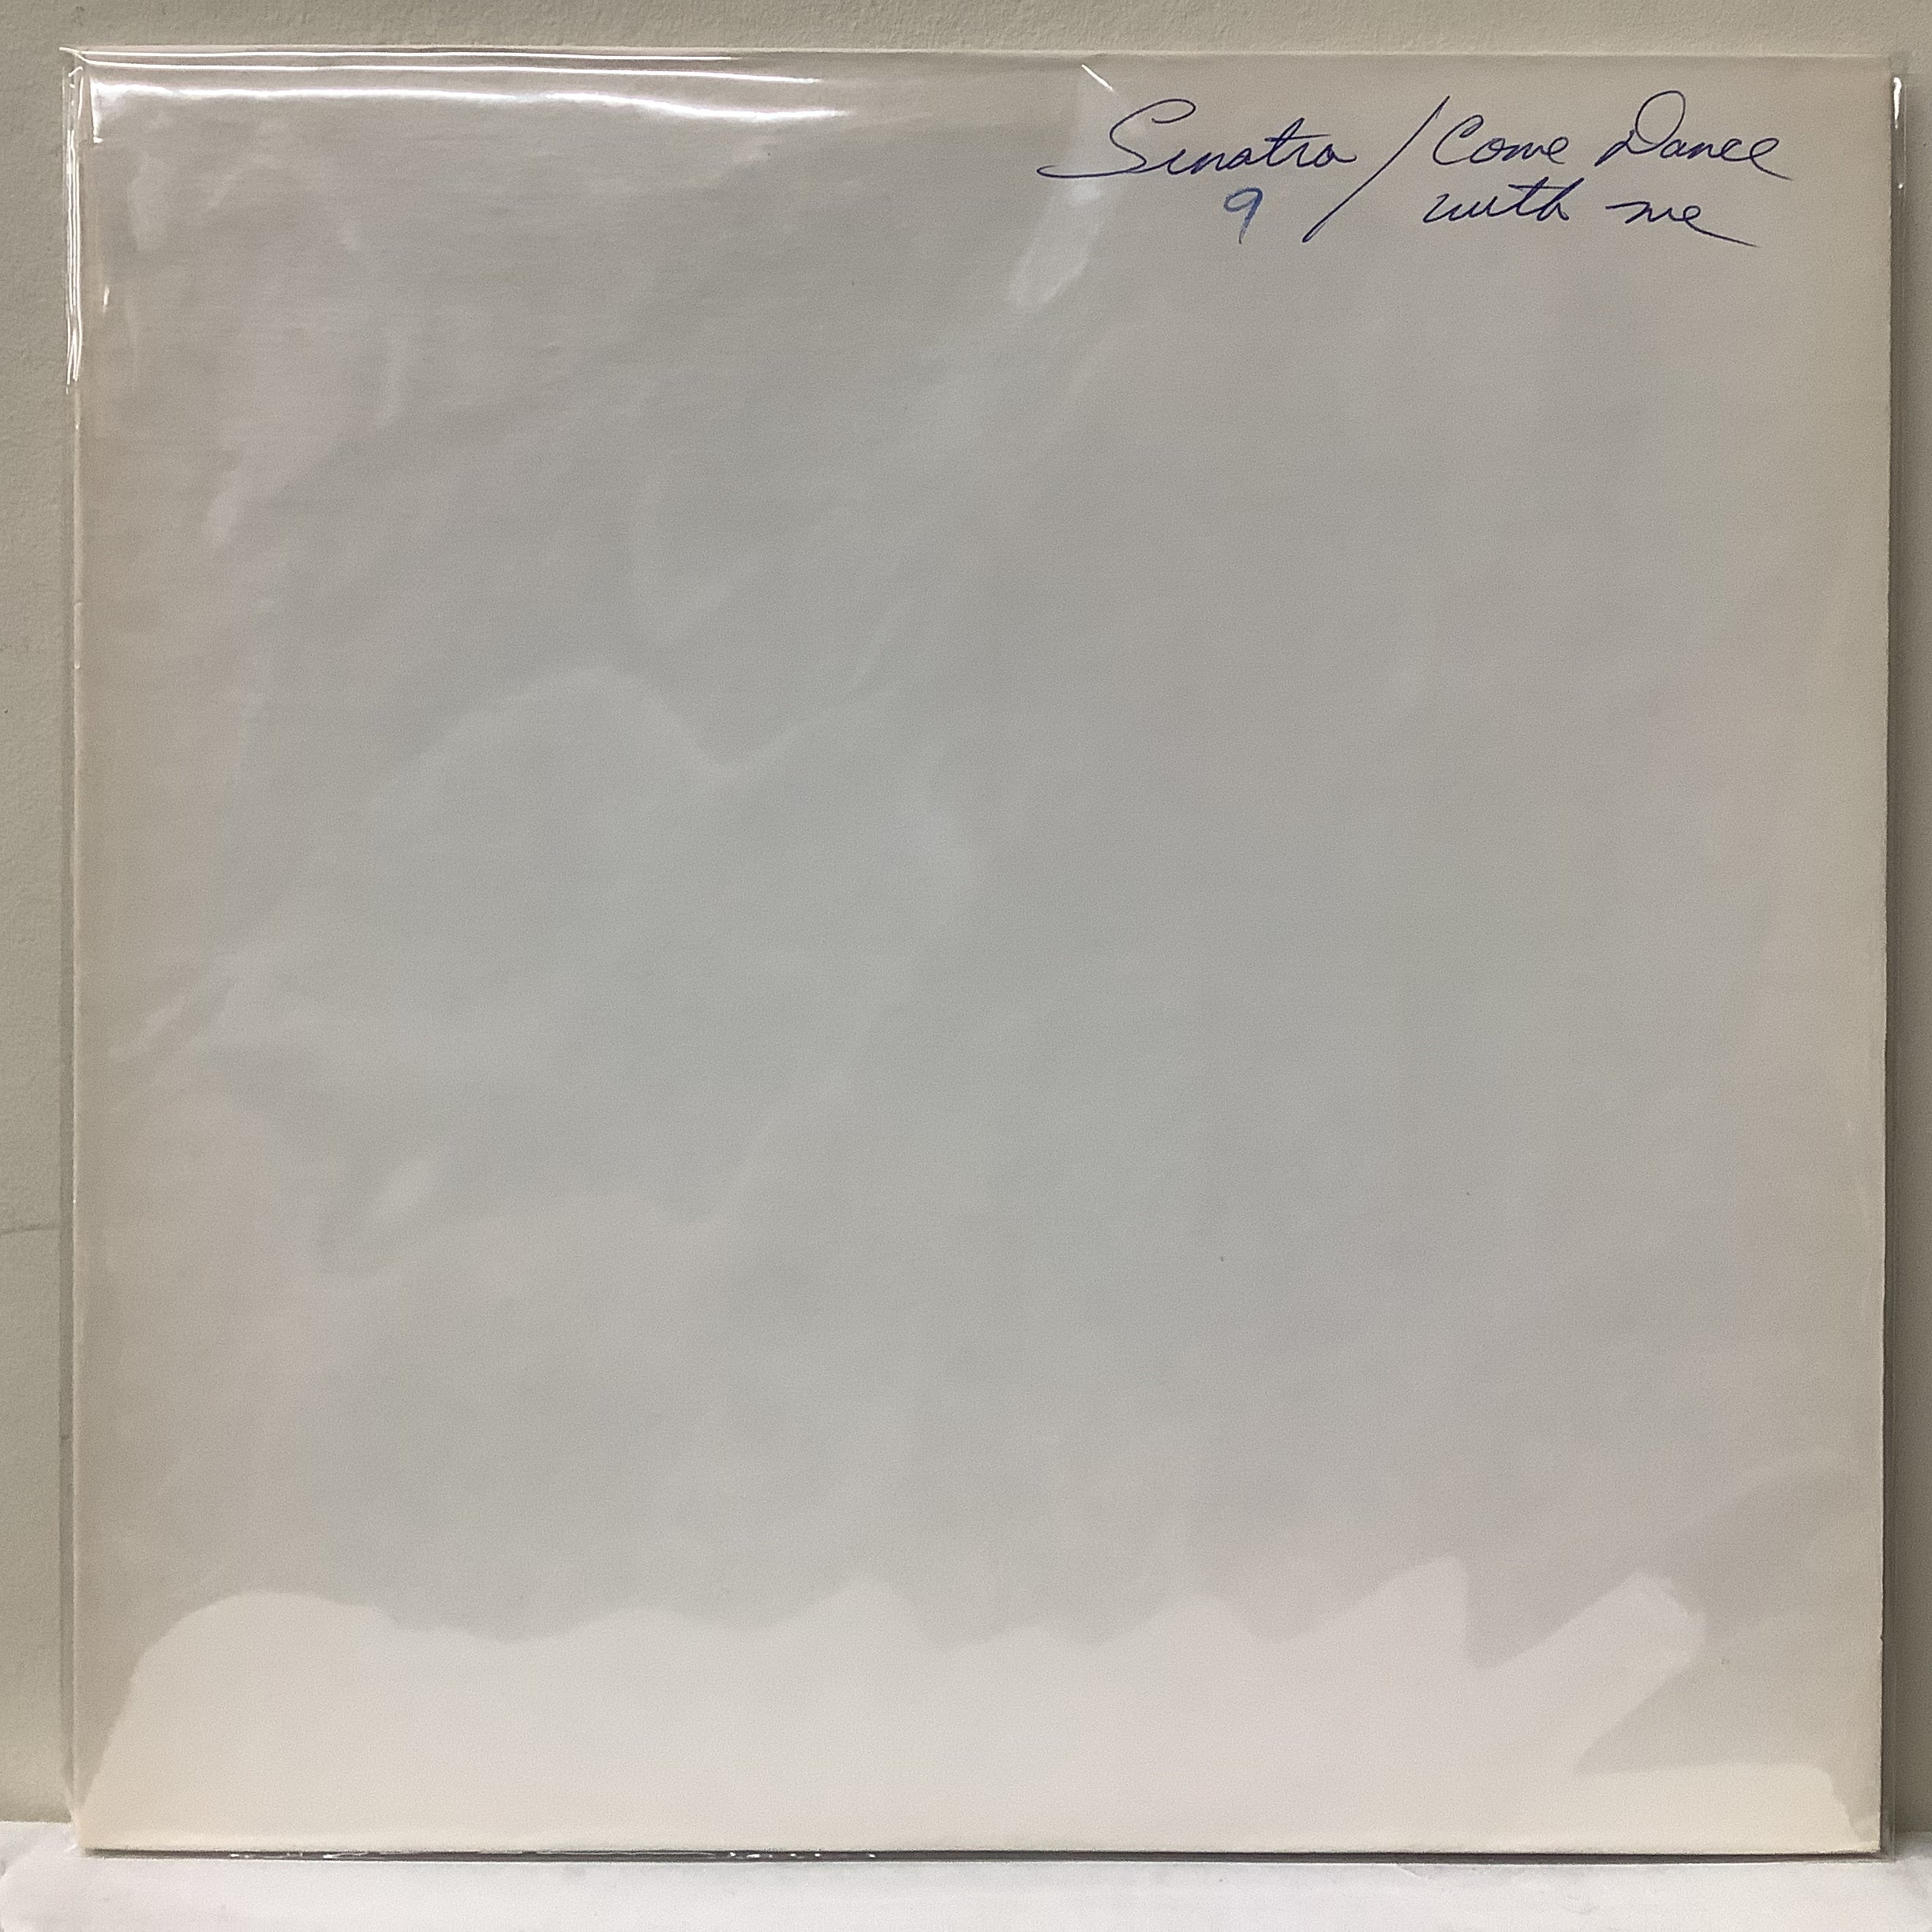 Sinatra / Come Dance
9 with me